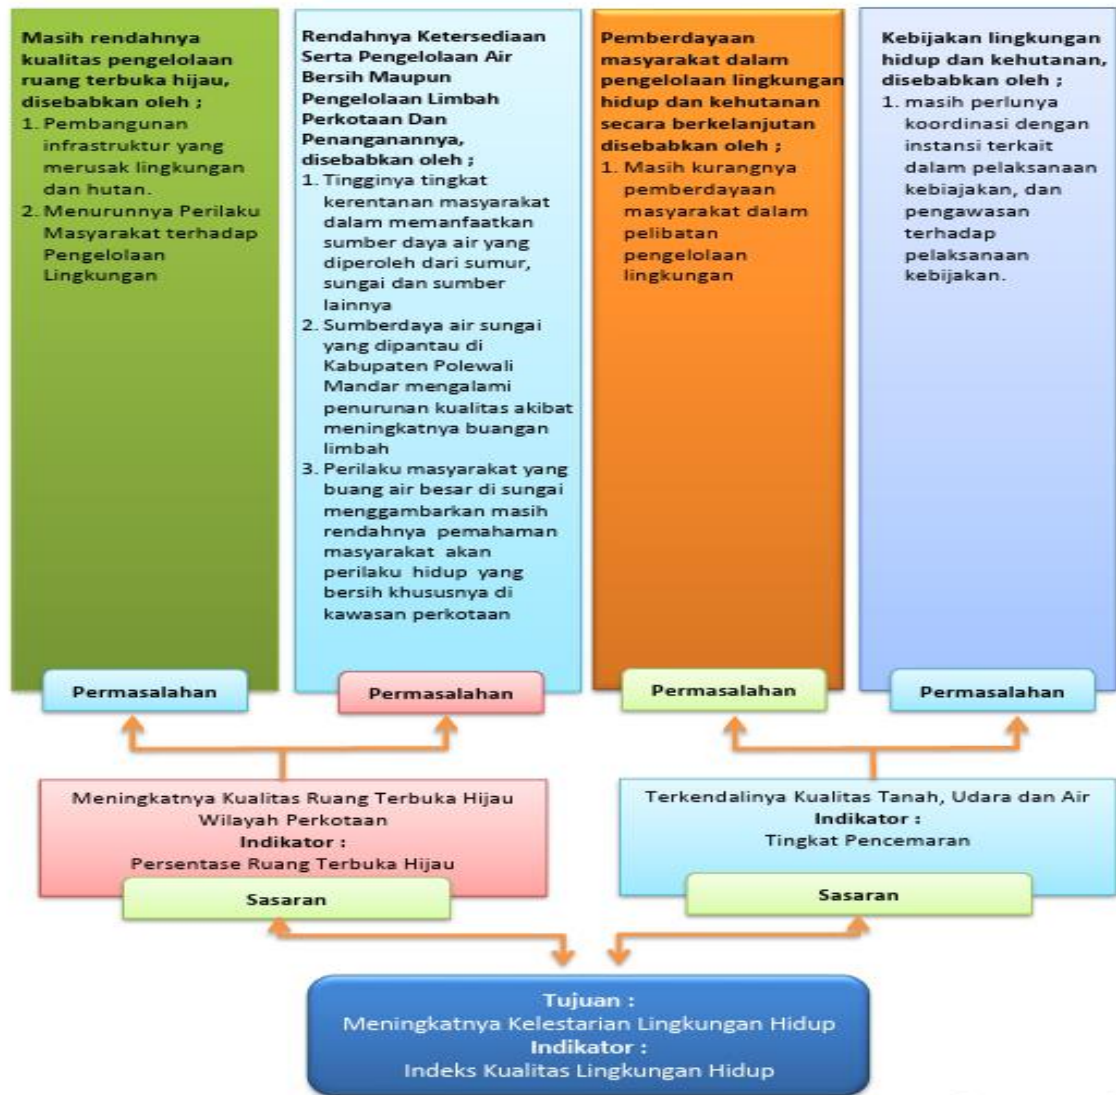 Masih rendahnya
kualitas pengelolaan
ruang terbuka hijau,
disebabkan oleh ;
1. Pembangunan
infrastruktur yang
merusak lingkungan
dan hutan.
2. Menurunnya Perilaku
Masyarakat terhadap
Pengelolaan
Lingkungan
Permasalahan
Rendahnya Ketersediaan
Serta Pengelolaan Air
Bersih Maupun
Pengelolaan Limbah
Perkotaan Dan
Penanganannya,
disebabkan oleh ;
1. Tingginya tingkat
kerentanan masyarakat
dalam memanfaatkan
sumber daya air yang
diperoleh dari sumur,
sungai dan sumber
lainnya
2. Sumberdaya air sungai
yang dipantau di
Kabupaten Polewali
Mandar mengalami
penurunan kualitas akibat
meningkatnya buangan
limbah
3. Perilaku masyarakat yang
buang air besar di sungai
menggambarkan masih
rendahnya pemahaman
masyarakat akan
perilaku hidup yang
bersih khususnya di
kawasan perkotaan
Permasalahan
Pemberdayaan
masyarakat dalam
pengelolaan lingkungan
hidup dan kehutanan
secara berkelanjutan
disebabkan oleh ;
1. Masih kurangnya
pemberdayaan
masyarakat dalam
pelibatan
pengelolaan
lingkungan
Permasalahan
Kebijakan lingkungan
hidup dan kehutanan,
disebabkan oleh ;
1. masih perlunya
koordinasi dengan
instansi terkait
dalam pelaksanaan
kebiajakan, dan
pengawasan
terhadap
pelaksanaan
kebijakan.
Permasalahan
Meningkatnya Kualitas Ruang Terbuka Hijau
Wilayah Perkotaan
Indikator :
Persentase Ruang Terbuka Hijau
Sasaran
Terkendalinya Kualitas Tanah, Udara dan Air
Indikator :
Tingkat Pencemaran
Sasaran
Tujuan :
Meningkatnya Kelestarian Lingkungan Hidup
Indikator :
Indeks Kualitas Lingkungan Hidup